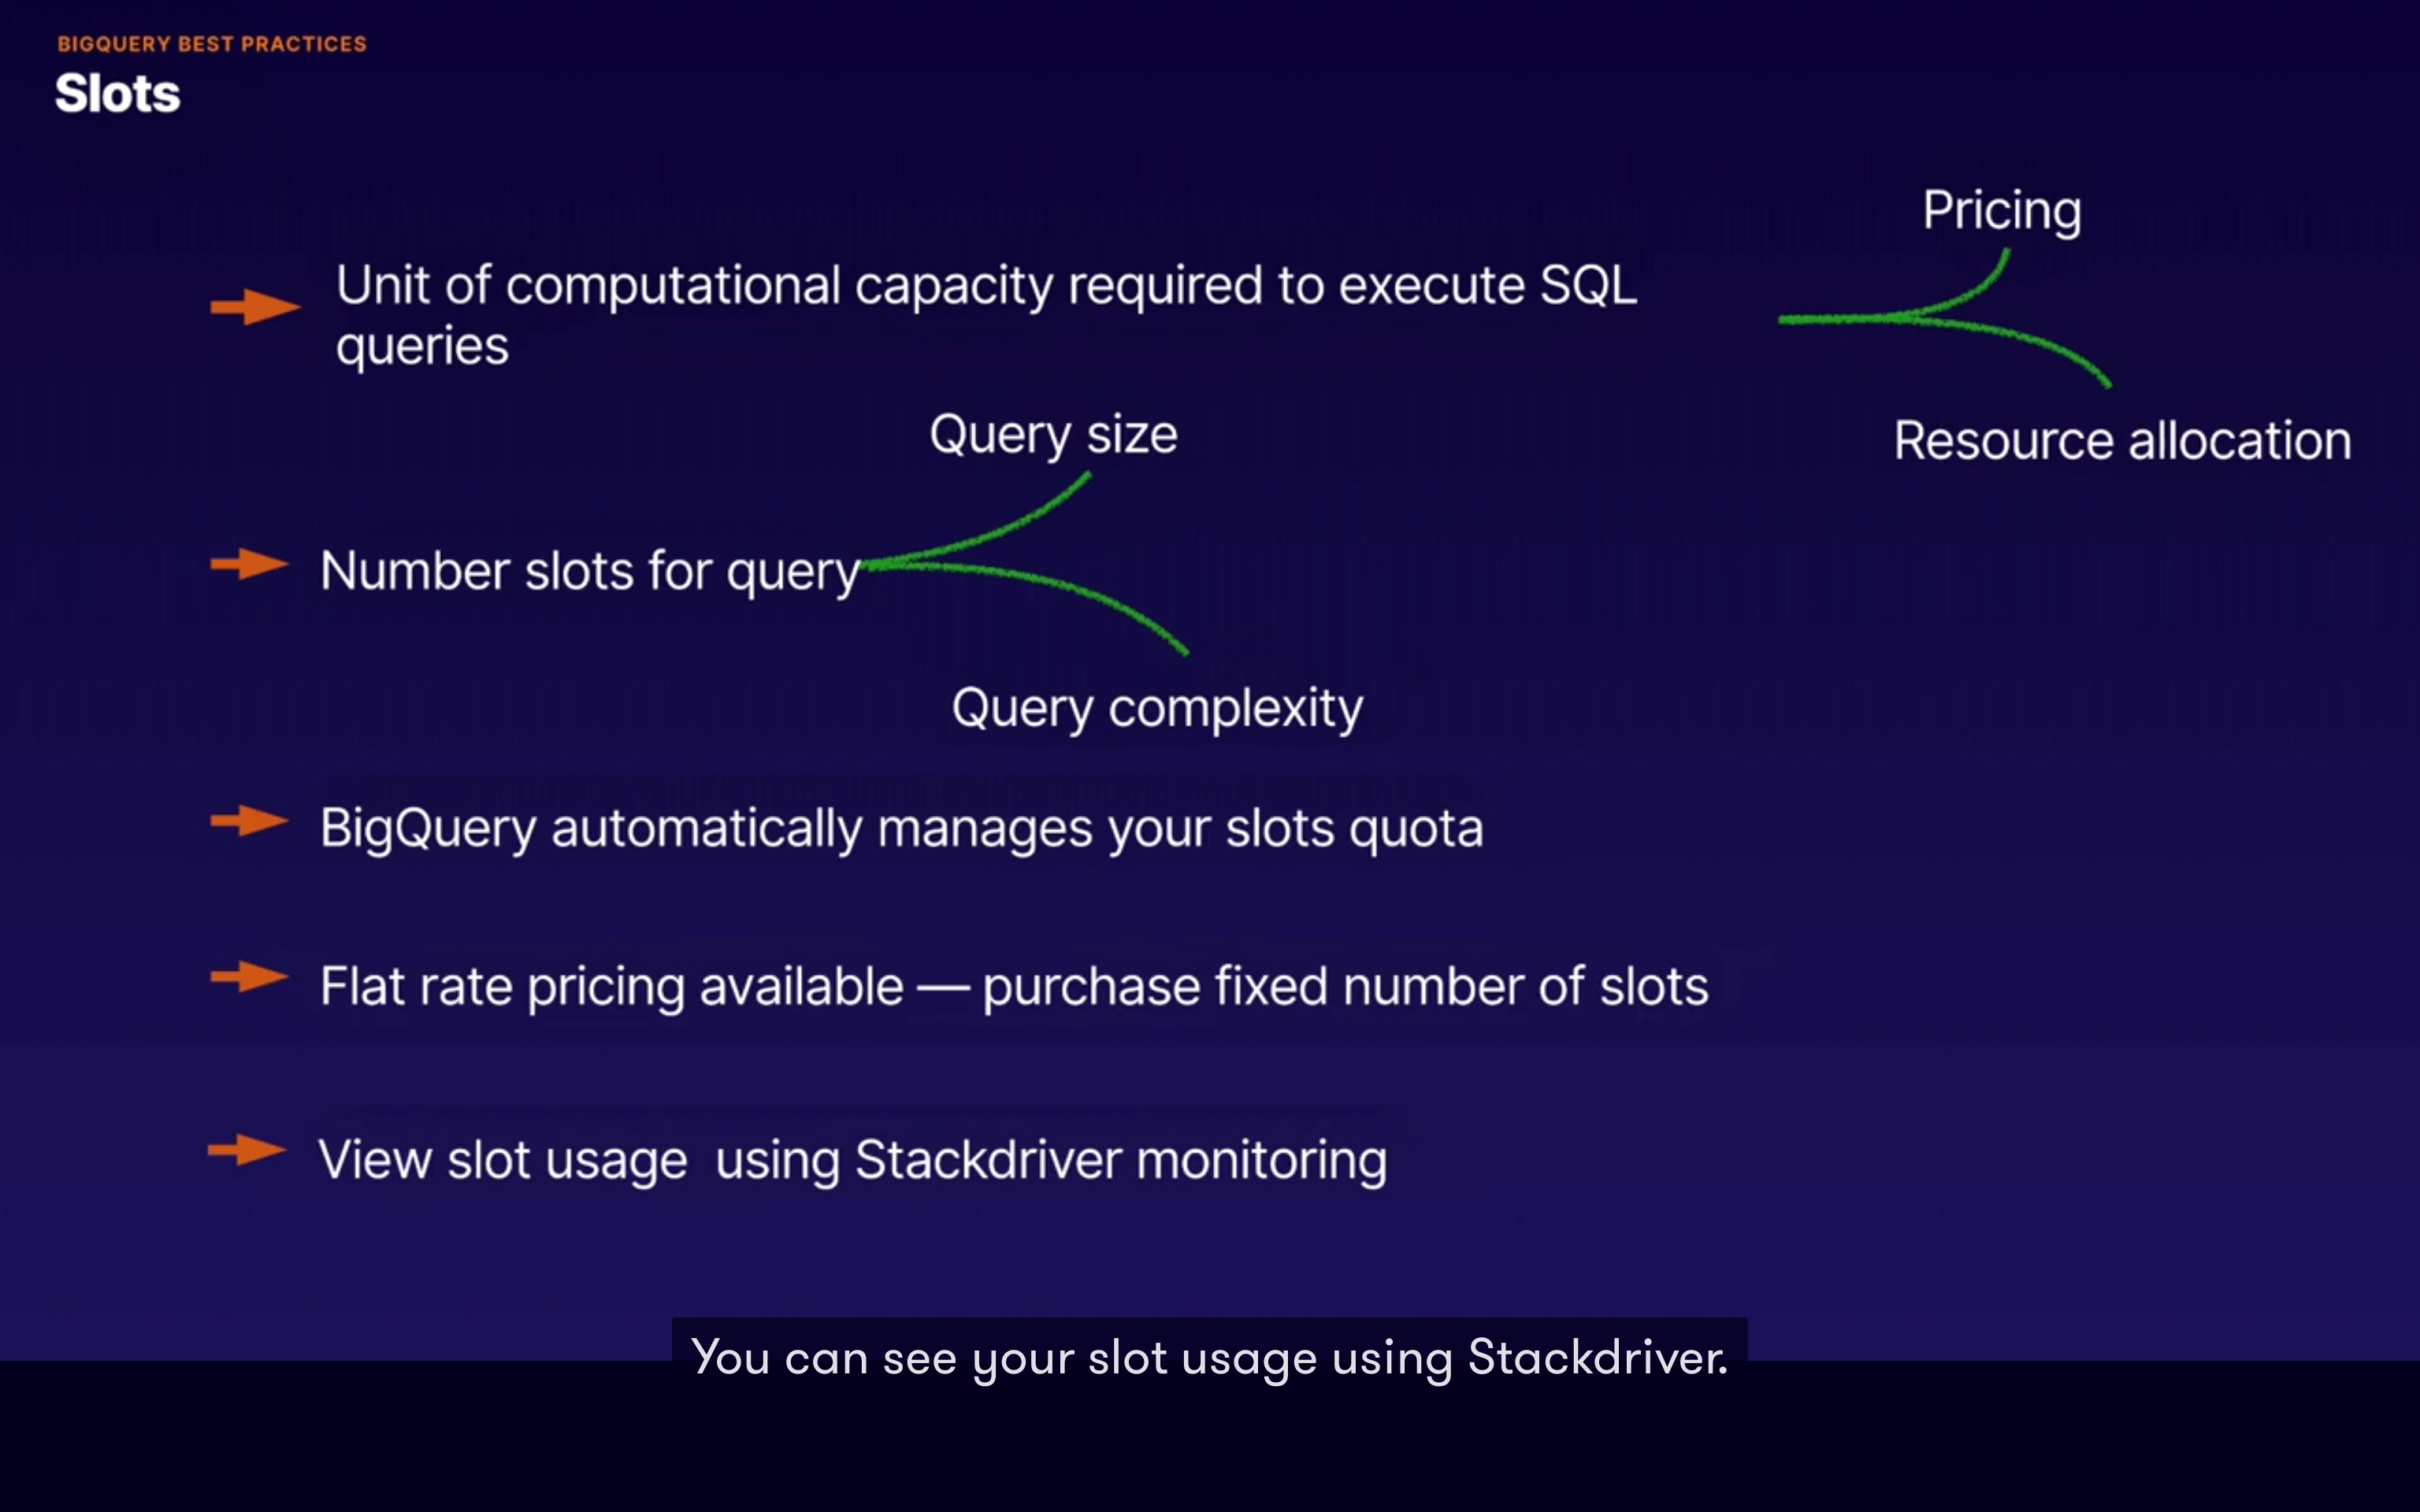 BIGQUERY BEST PRACTICES
Slots
Pricing
Unit of computational capacity required to execute SQL
queries
Resource allocation
Query size
Number slots for query
Query complexity
BigQuery automatically manages your slots quota
Flat rate pricing available — purchase fixed number of slots
View slot usage  using Stackdriver monitoring
You can see your slot usage using Stackdriver.